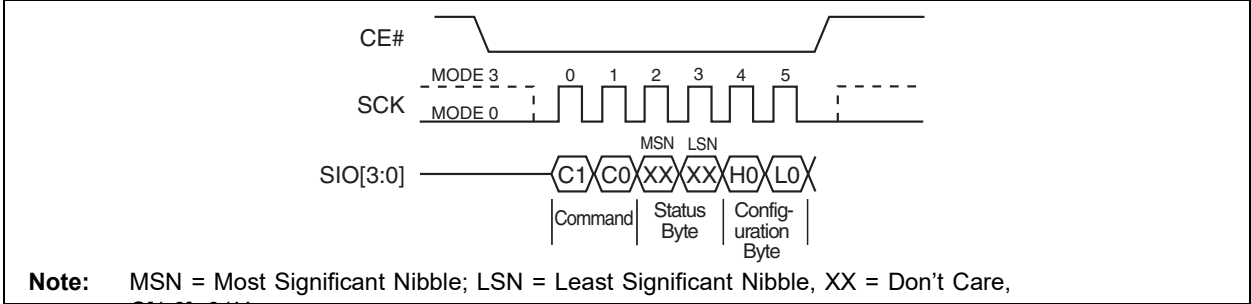 CE#
MODE 3 0 1 2 3 4 5
SCK
MODE 0
MSN LSN
SIO[3:0] C1 C0 XX XX H0 L0
Command Status Byte Config-uration Byte
Note: MSN = Most Significant Nibble; LSN = Least Significant Nibble, XX = Don't Care,